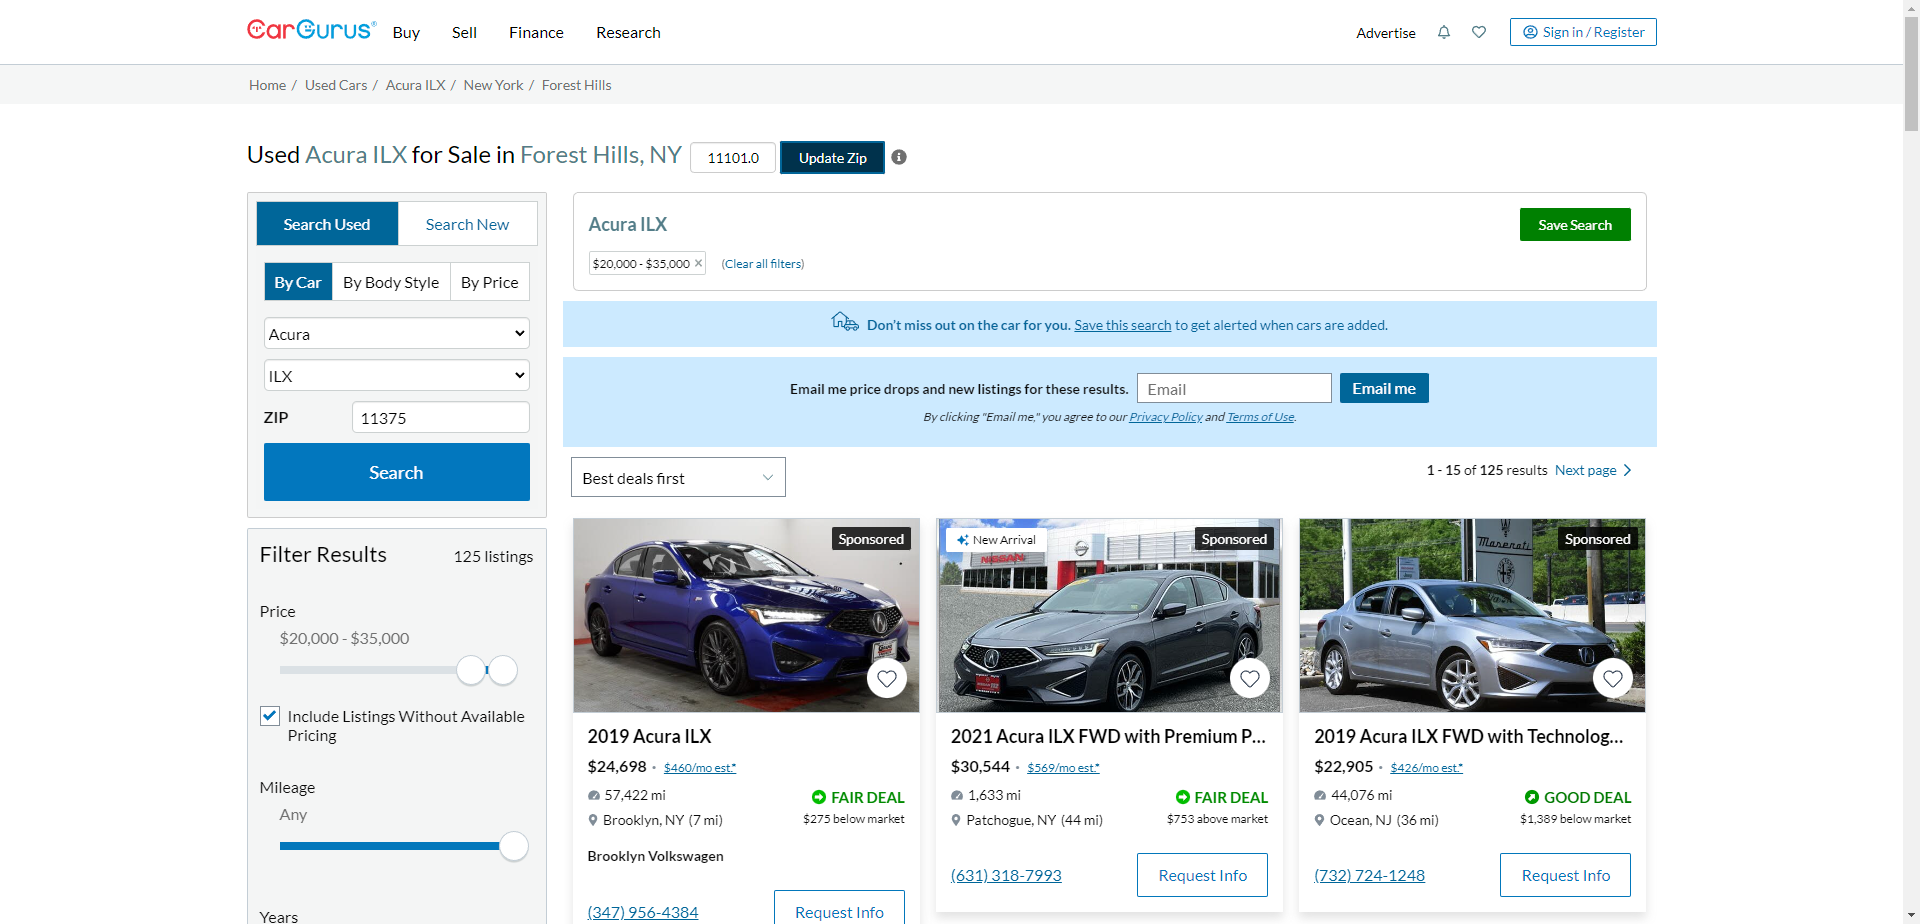 CarGurus
Buy
Sell
Finance
Research
Advertise
Sign in / Register
Home / Used Cars / Acura ILX / New York / Forest Hills
Used Acura ILX for Sale in Forest Hills, NY
11101.0
Update Zip
Search Used
Search New
By Car
By Body Style
By Price
Acura
ILX
ZIP
11375
Search
Filter Results
125 listings
Price
$20,000 - $35,000
Include Listings Without Available
Pricing
Mileage
Any
Years
Acura ILX
Save Search
$20,000 - $35,000 ×
(Clear all filters)
Don't miss out on the car for you. Save this search to get alerted when cars are added.
Email me price drops and new listings for these results.
Email
Email me
By clicking "Email me," you agree to our Privacy Policy and Terms of Use.
Best deals first
1 - 15 of 125 results
Next page
Sponsored
2019 Acura ILX
$24,698 · $460/mo est.*
57,422 mi
FAIR DEAL
Brooklyn, NY (7 mi)
$275 below market
Brooklyn Volkswagen
(347) 956-4384
Request Info
New Arrival
Sponsored
NISSAN
2021 Acura ILX FWD with Premium P...
$30,544 · $569/mo est.*
1,633 mi
FAIR DEAL
Patchogue, NY (44 mi)
$753 above market
(631) 318-7993
Request Info
Sponsored
Maserati
2019 Acura ILX FWD with Technolog...
$22,905 · $426/mo est.*
44,076 mi
GOOD DEAL
Ocean, NJ (36 mi)
$1,389 below market
(732) 724-1248
Request Info